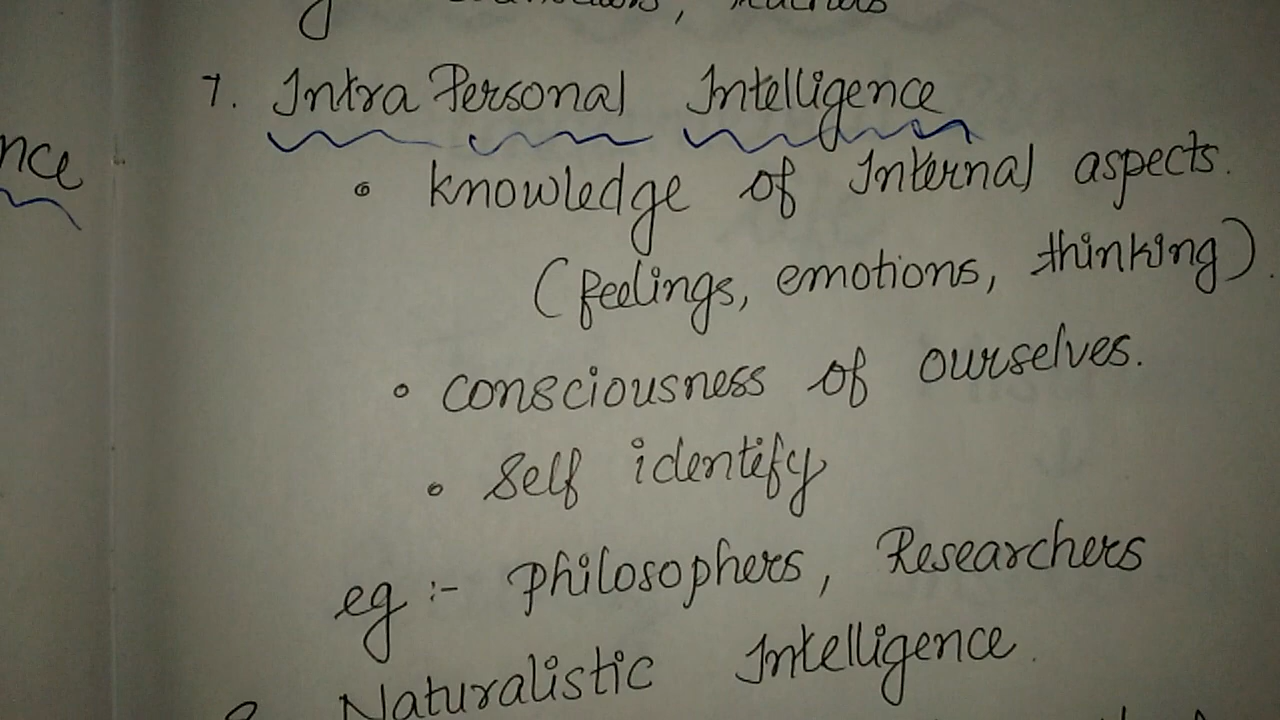 7. Intra Personal Intelligence
nce
• knowledge of Internal aspects.
(feelings, emotions, thinking).
• consciousness of ourselves.
• Self identify
eg :- Philosophers, Researchers
Naturalistic Intelligence.